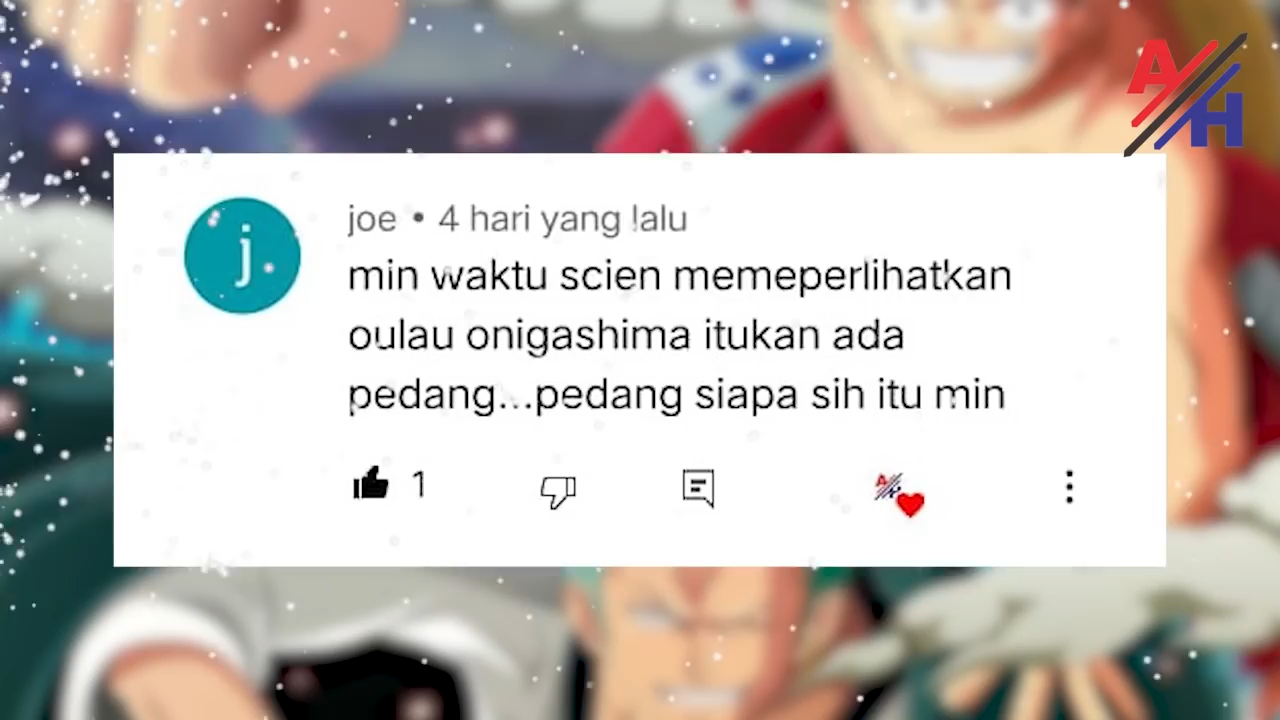 A/H
joe • 4 hari yang lalu
min waktu scien memeperlihatkan
oulau onigashima itukan ada
pedang...pedang siapa sih itu min
j
1
A/H